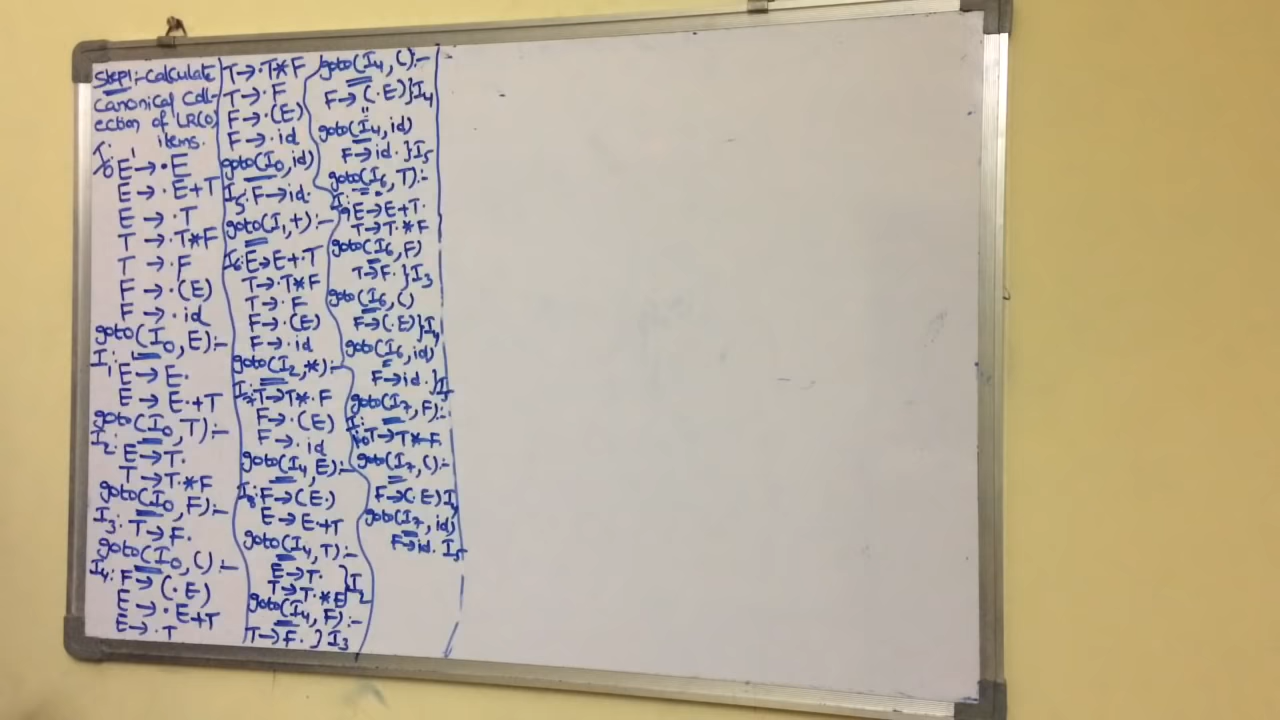 Step1:- Calculate
canonical coll-
ection of LR(0)
items.
I0: E' → ·E
E → ·E+T
E → ·T
T → ·T*F
T → ·F
F → ·(E)
F → ·id
goto(I0, E):-
I1: E' → E·
E → E·+T
goto(I0, T):-
I2: E → T·
T → T·*F
goto(I0, F):-
I3: T → F·
goto(I0, ():-
I4: F → (·E)
E → ·E+T
E → ·T
T → ·T*F
T → ·F
F → ·(E)
F → ·id
goto(I0, id)
I5: F → id·
goto(I1, +):-
I6: E → E+·T
T → ·T*F
T → ·F
F → ·(E)
F → ·id
goto(I2, *):-
I7: T → T*·F
F → ·(E)
F → ·id
goto(I4, E):-
I8: F → (E·)
E → E·+T
goto(I4, T):-
E → T·
T → T·*F } I2
goto(I4, F):-
T → F· } I3
goto(I4, ():-
F → (·E) } I4
goto(I4, id)
F → id· } I5
goto(I6, T):-
I9: E → E+T·
T → T·*F
goto(I6, F)
T → F· } I3
goto(I6, ()
F → (·E) } I4
goto(I6, id)
F → id· } I5
goto(I7, F):-
I10: T → T*F·
goto(I7, ():-
F → (·E) I4
goto(I7, id)
F → id· I5